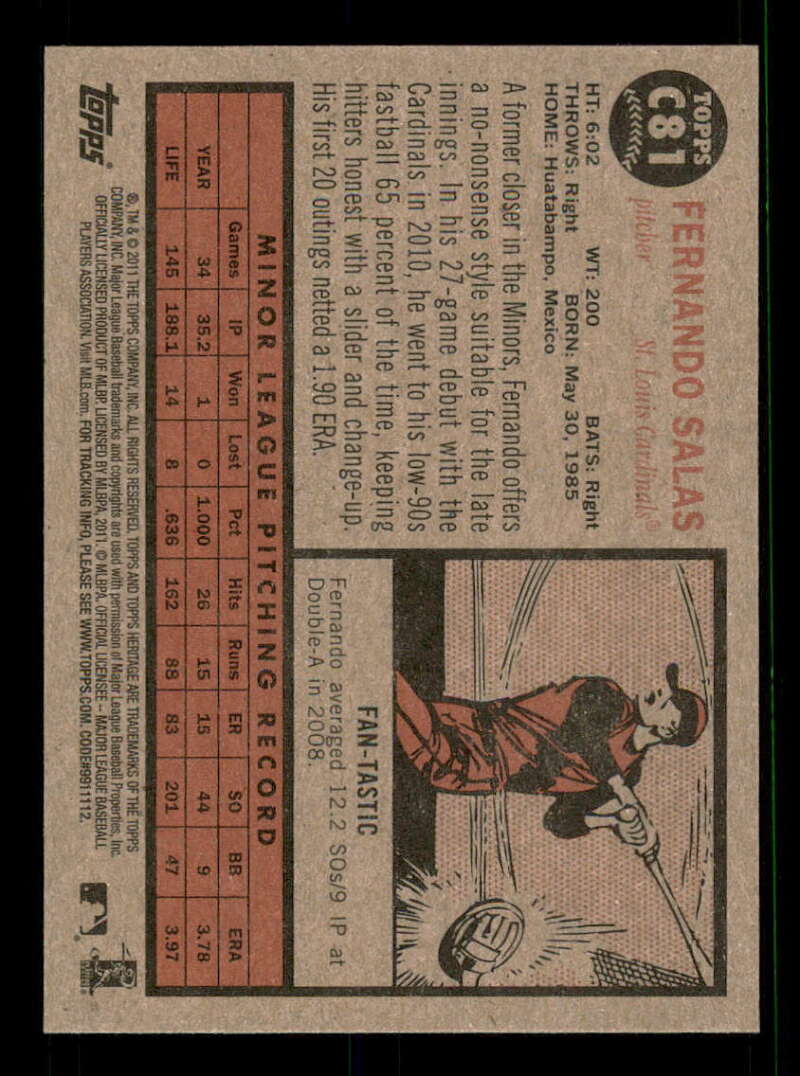 TOPPS
C81
FERNANDO SALAS
pitcher St. Louis Cardinals®
HT: 6:02 WT: 200 BATS: Right
THROWS: Right BORN: May 30, 1985
HOME: Huatabampo, Mexico
A former closer in the Minors, Fernando offers
a no-nonsense style suitable for the late
innings. In his 27-game debut with the
Cardinals in 2010, he went to his low-90s
fastball 65 percent of the time, keeping
hitters honest with a slider and change-up.
His first 20 outings netted a 1.90 ERA.
FAN-TASTIC
Fernando averaged 12.2 SOs/9 IP at
Double-A in 2008.
MINOR LEAGUE PITCHING RECORD
Games IP Won Lost Pct Hits Runs ER SO BB ERA
YEAR 34 35.2 1 0 1.000 26 15 15 44 9 3.78
LIFE 145 188.1 14 8 .636 162 88 83 201 47 3.97
topps®
®, TM & © 2011 THE TOPPS COMPANY, INC. ALL RIGHTS RESERVED. TOPPS AND TOPPS HERITAGE ARE TRADEMARKS OF THE TOPPS
COMPANY, INC. Major League Baseball trademarks and copyrights are used with permission of Major League Baseball Properties, Inc.
OFFICIALLY LICENSED PRODUCT OF MLBP. LICENSED BY MLBPA, 2011. © MLBPA. OFFICIAL LICENSEE – MAJOR LEAGUE BASEBALL
PLAYERS ASSOCIATION. Visit MLB.com. FOR TRACKING INFO, PLEASE SEE WWW.TOPPS.COM. CODE#9911112.